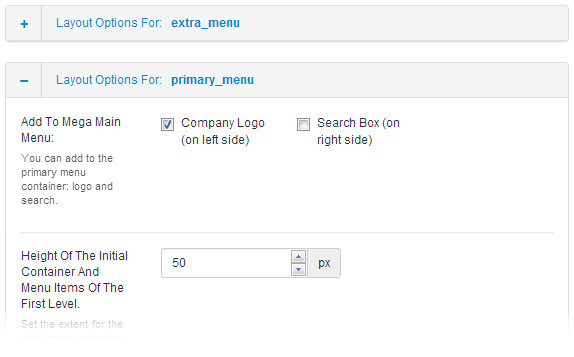 + Layout Options For: extra_menu
− Layout Options For: primary_menu
Add To Mega Main
Menu:
You can add to the
primary menu
container: logo and
search.
Company Logo
(on left side)
Search Box (on
right side)
Height Of The Initial
Container And
Menu Items Of The
First Level.
50 px
Set the extent for the